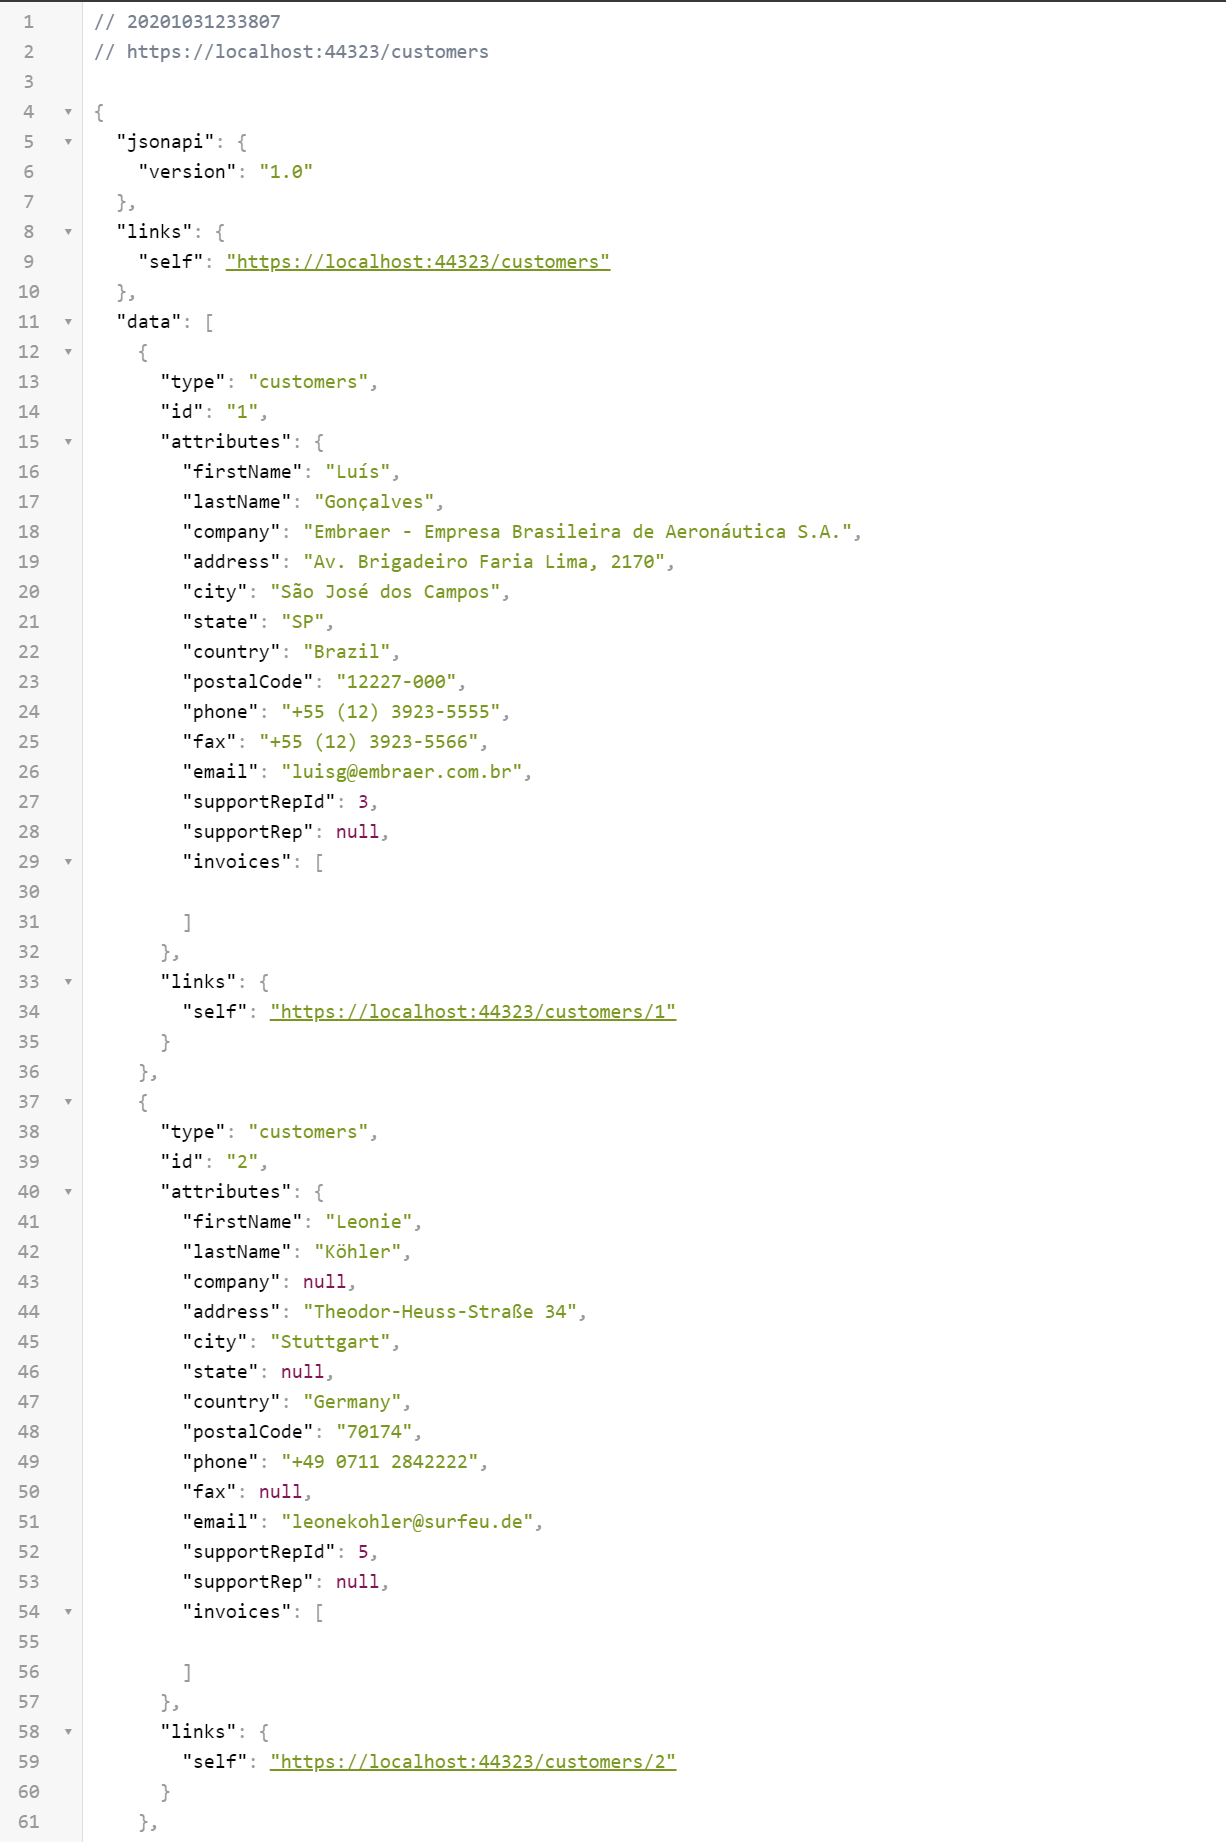 1 // 20201031233807
2 // https://localhost:44323/customers
3
4 {
5 "jsonapi": {
6 "version": "1.0"
7 },
8 "links": {
9 "self": "https://localhost:44323/customers"
10 },
11 "data": [
12 {
13 "type": "customers",
14 "id": "1",
15 "attributes": {
16 "firstName": "Luís",
17 "lastName": "Gonçalves",
18 "company": "Embraer - Empresa Brasileira de Aeronáutica S.A.",
19 "address": "Av. Brigadeiro Faria Lima, 2170",
20 "city": "São José dos Campos",
21 "state": "SP",
22 "country": "Brazil",
23 "postalCode": "12227-000",
24 "phone": "+55 (12) 3923-5555",
25 "fax": "+55 (12) 3923-5566",
26 "email": "luisg@embraer.com.br",
27 "supportRepId": 3,
28 "supportRep": null,
29 "invoices": [
30
31 ]
32 },
33 "links": {
34 "self": "https://localhost:44323/customers/1"
35 }
36 },
37 {
38 "type": "customers",
39 "id": "2",
40 "attributes": {
41 "firstName": "Leonie",
42 "lastName": "Köhler",
43 "company": null,
44 "address": "Theodor-Heuss-Straße 34",
45 "city": "Stuttgart",
46 "state": null,
47 "country": "Germany",
48 "postalCode": "70174",
49 "phone": "+49 0711 2842222",
50 "fax": null,
51 "email": "leonekohler@surfeu.de",
52 "supportRepId": 5,
53 "supportRep": null,
54 "invoices": [
55
56 ]
57 },
58 "links": {
59 "self": "https://localhost:44323/customers/2"
60 }
61 },